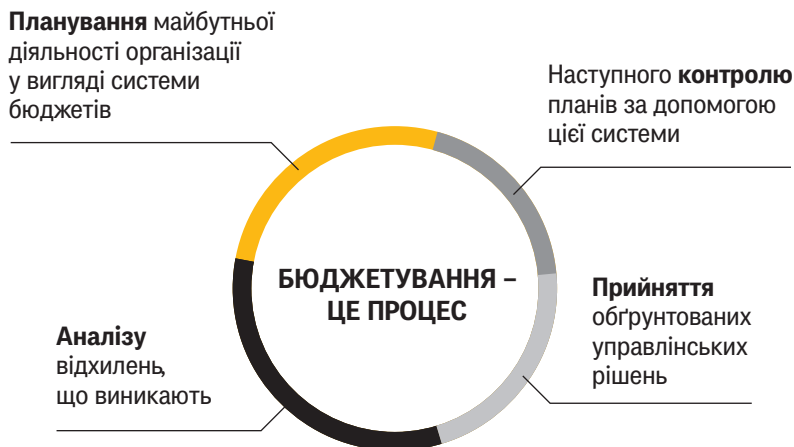 Планування майбутньої
діяльності організації
у вигляді системи
бюджетів
Наступного контролю
планів за допомогою
цієї системи
БЮДЖЕТУВАННЯ –
ЦЕ ПРОЦЕС
Аналізу
відхилень,
що виникають
Прийняття
обґрунтованих
управлінських
рішень